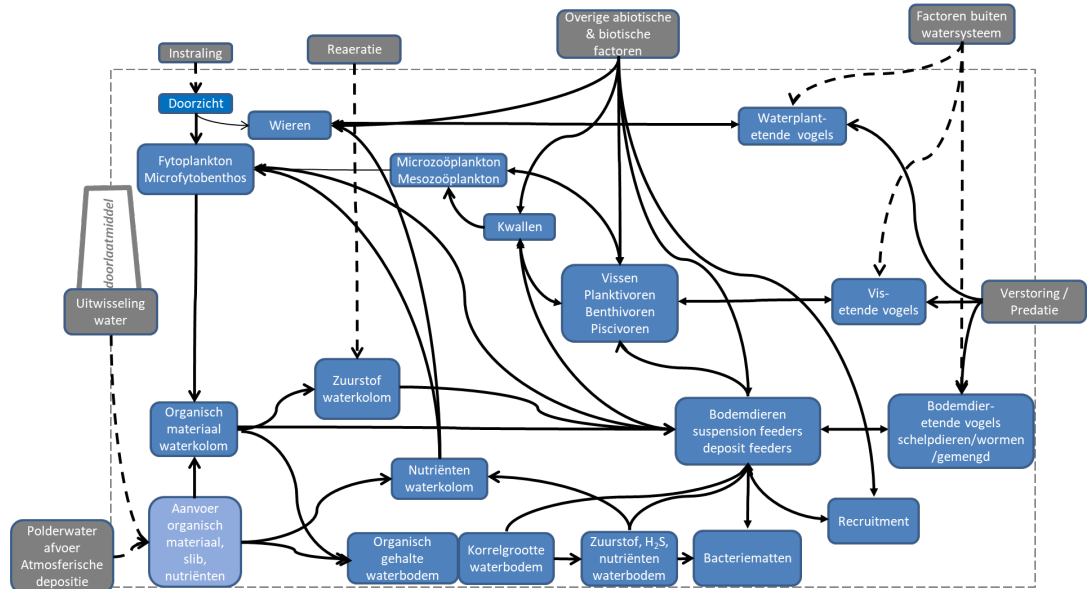 Overige abiotische
& biotische
factoren
Factoren buiten
watersysteem
Instraling
Reaeratie
Doorzicht
Wieren
Waterplant-
etende vogels
Fytoplankton
Microfytobenthos
Microzoöplankton
Mesozoöplankton
doorlaatmiddel
Kwallen
Uitwisseling
water
Vissen
Planktivoren
Benthivoren
Piscivoren
Vis-
etende vogels
Verstoring /
Predatie
Zuurstof
waterkolom
Organisch
materiaal
waterkolom
Bodemdieren
suspension feeders
deposit feeders
Bodemdier-
etende vogels
schelpdieren/wormen
/gemengd
Nutriënten
waterkolom
Polderwater
afvoer
Atmosferische
depositie
Aanvoer
organisch
materiaal,
slib,
nutriënten
Organisch
gehalte
waterbodem
Korrelgrootte
waterbodem
Zuurstof, H₂S,
nutriënten
waterbodem
Bacteriematten
Recruitment